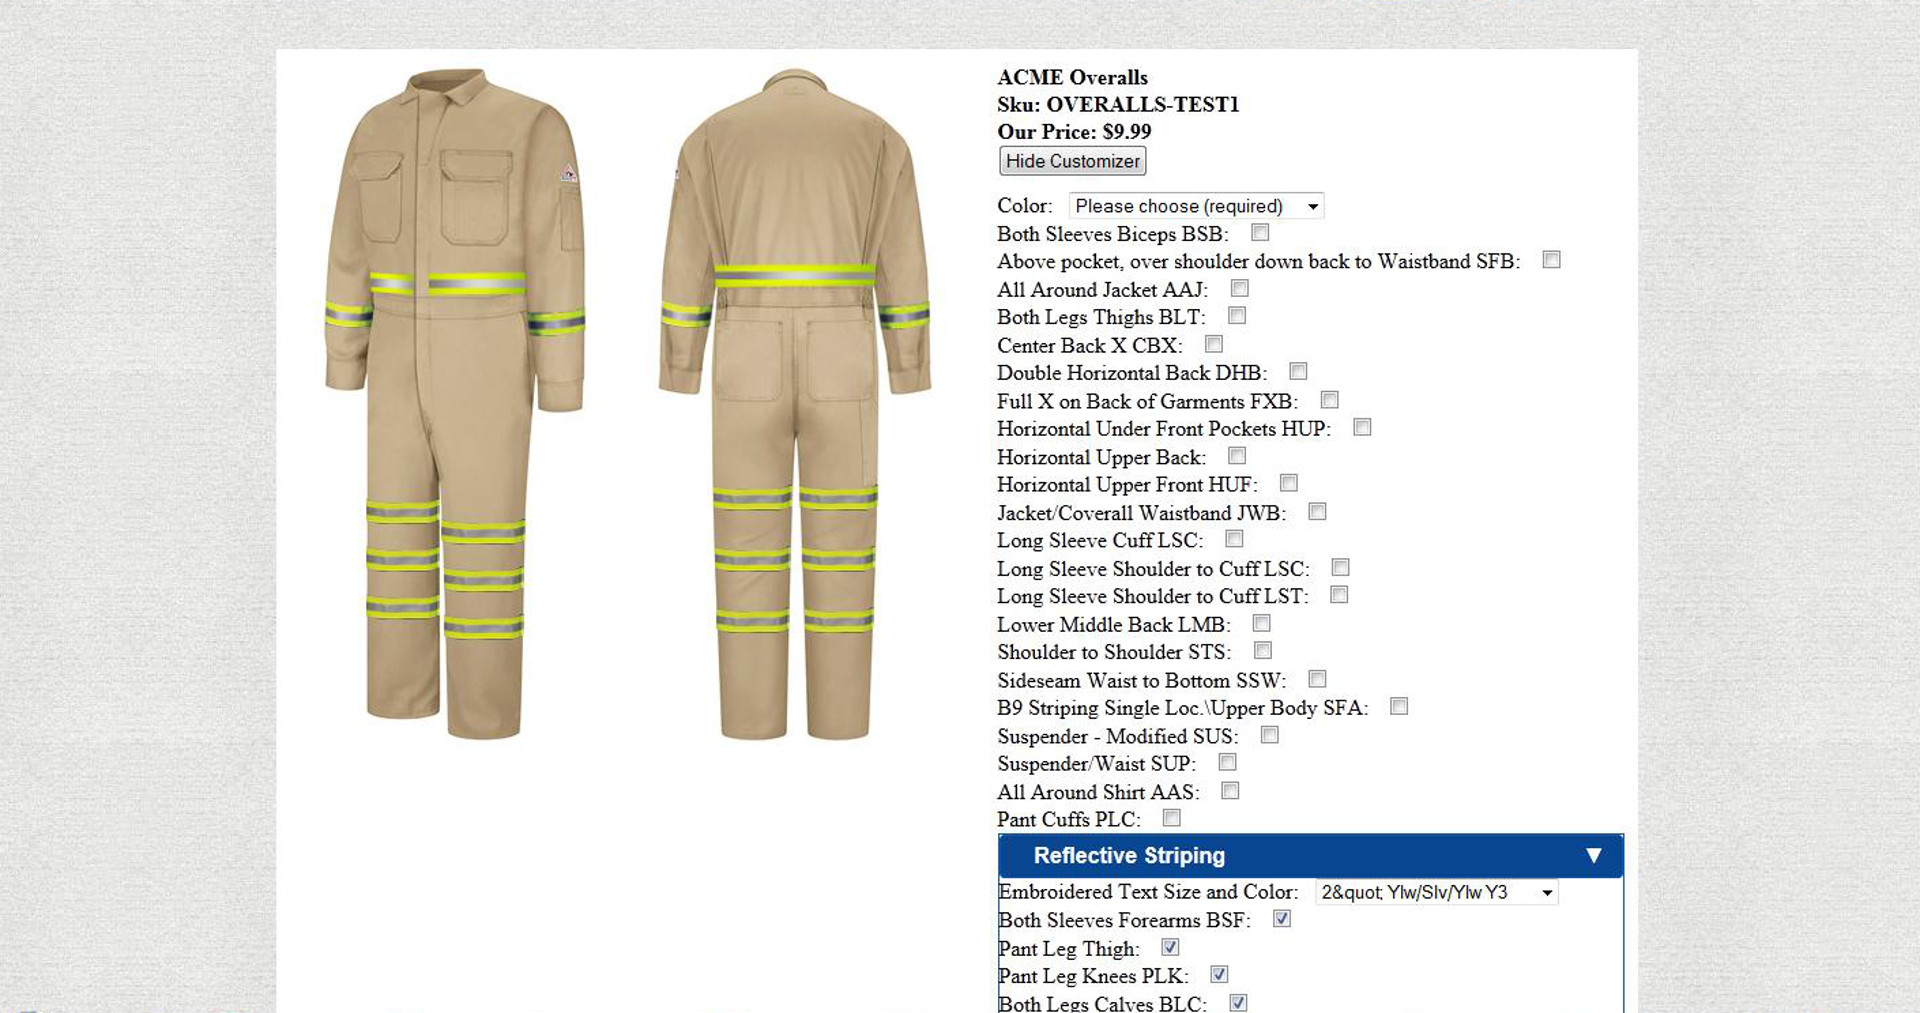 ACME Overalls
Sku: OVERALLS-TEST1
Our Price: $9.99
Hide Customizer
Color: Please choose (required)
Both Sleeves Biceps BSB:
Above pocket, over shoulder down back to Waistband SFB:
All Around Jacket AAJ:
Both Legs Thighs BLT:
Center Back X CBX:
Double Horizontal Back DHB:
Full X on Back of Garments FXB:
Horizontal Under Front Pockets HUP:
Horizontal Upper Back:
Horizontal Upper Front HUF:
Jacket/Coverall Waistband JWB:
Long Sleeve Cuff LSC:
Long Sleeve Shoulder to Cuff LSC:
Long Sleeve Shoulder to Cuff LST:
Lower Middle Back LMB:
Shoulder to Shoulder STS:
Sideseam Waist to Bottom SSW:
B9 Striping Single Loc.\Upper Body SFA:
Suspender - Modified SUS:
Suspender/Waist SUP:
All Around Shirt AAS:
Pant Cuffs PLC:
Reflective Striping
Embroidered Text Size and Color: 2&quot; Ylw/Slv/Ylw Y3
Both Sleeves Forearms BSF:
Pant Leg Thigh:
Pant Leg Knees PLK:
Both Legs Calves BLC: